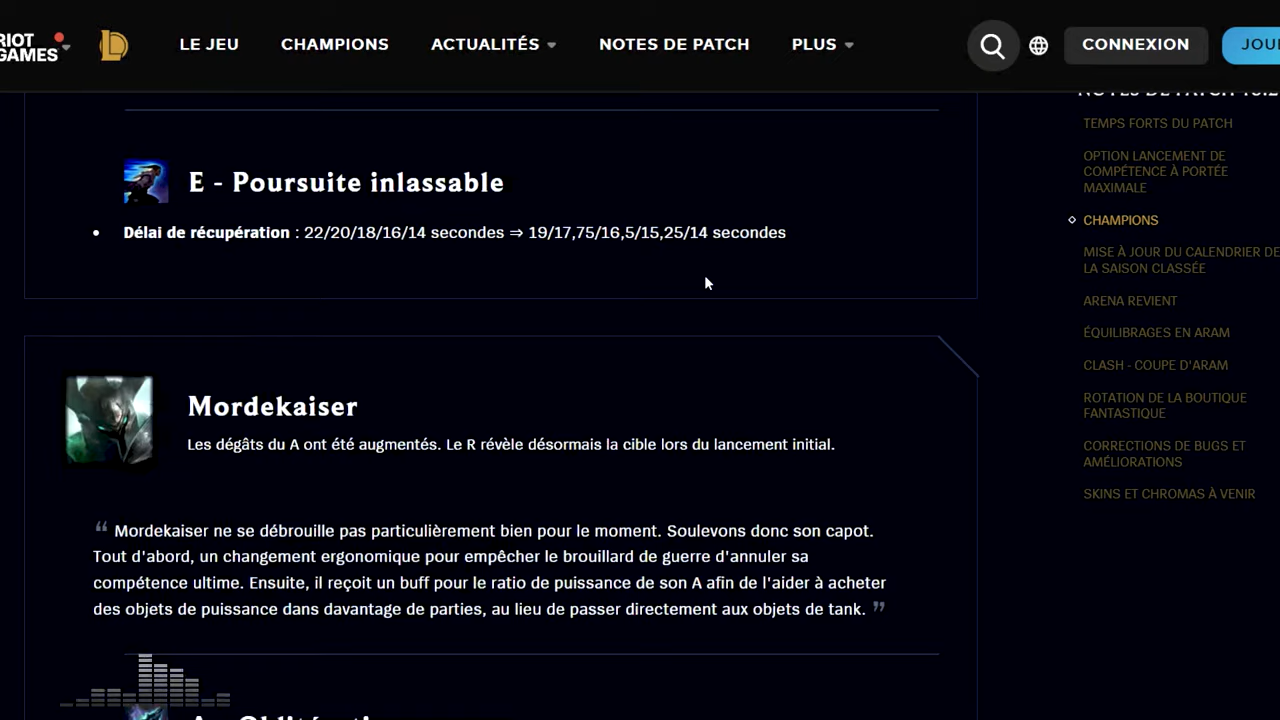 RIOT GAMES
LE JEU
CHAMPIONS
ACTUALITÉS
NOTES DE PATCH
PLUS
CONNEXION
E - Poursuite inlassable
• Délai de récupération : 22/20/18/16/14 secondes ⇒ 19/17,75/16,5/15,25/14 secondes
Mordekaiser
Les dégâts du A ont été augmentés. Le R révèle désormais la cible lors du lancement initial.
“ Mordekaiser ne se débrouille pas particulièrement bien pour le moment. Soulevons donc son capot.
Tout d'abord, un changement ergonomique pour empêcher le brouillard de guerre d'annuler sa
compétence ultime. Ensuite, il reçoit un buff pour le ratio de puissance de son A afin de l'aider à acheter
des objets de puissance dans davantage de parties, au lieu de passer directement aux objets de tank. ”
NOTES DE PATCH
TEMPS FORTS DU PATCH
OPTION LANCEMENT DE
COMPÉTENCE À PORTÉE
MAXIMALE
CHAMPIONS
MISE À JOUR DU CALENDRIER DE
LA SAISON CLASSÉE
ARENA REVIENT
ÉQUILIBRAGES EN ARAM
CLASH - COUPE D'ARAM
ROTATION DE LA BOUTIQUE
FANTASTIQUE
CORRECTIONS DE BUGS ET
AMÉLIORATIONS
SKINS ET CHROMAS À VENIR